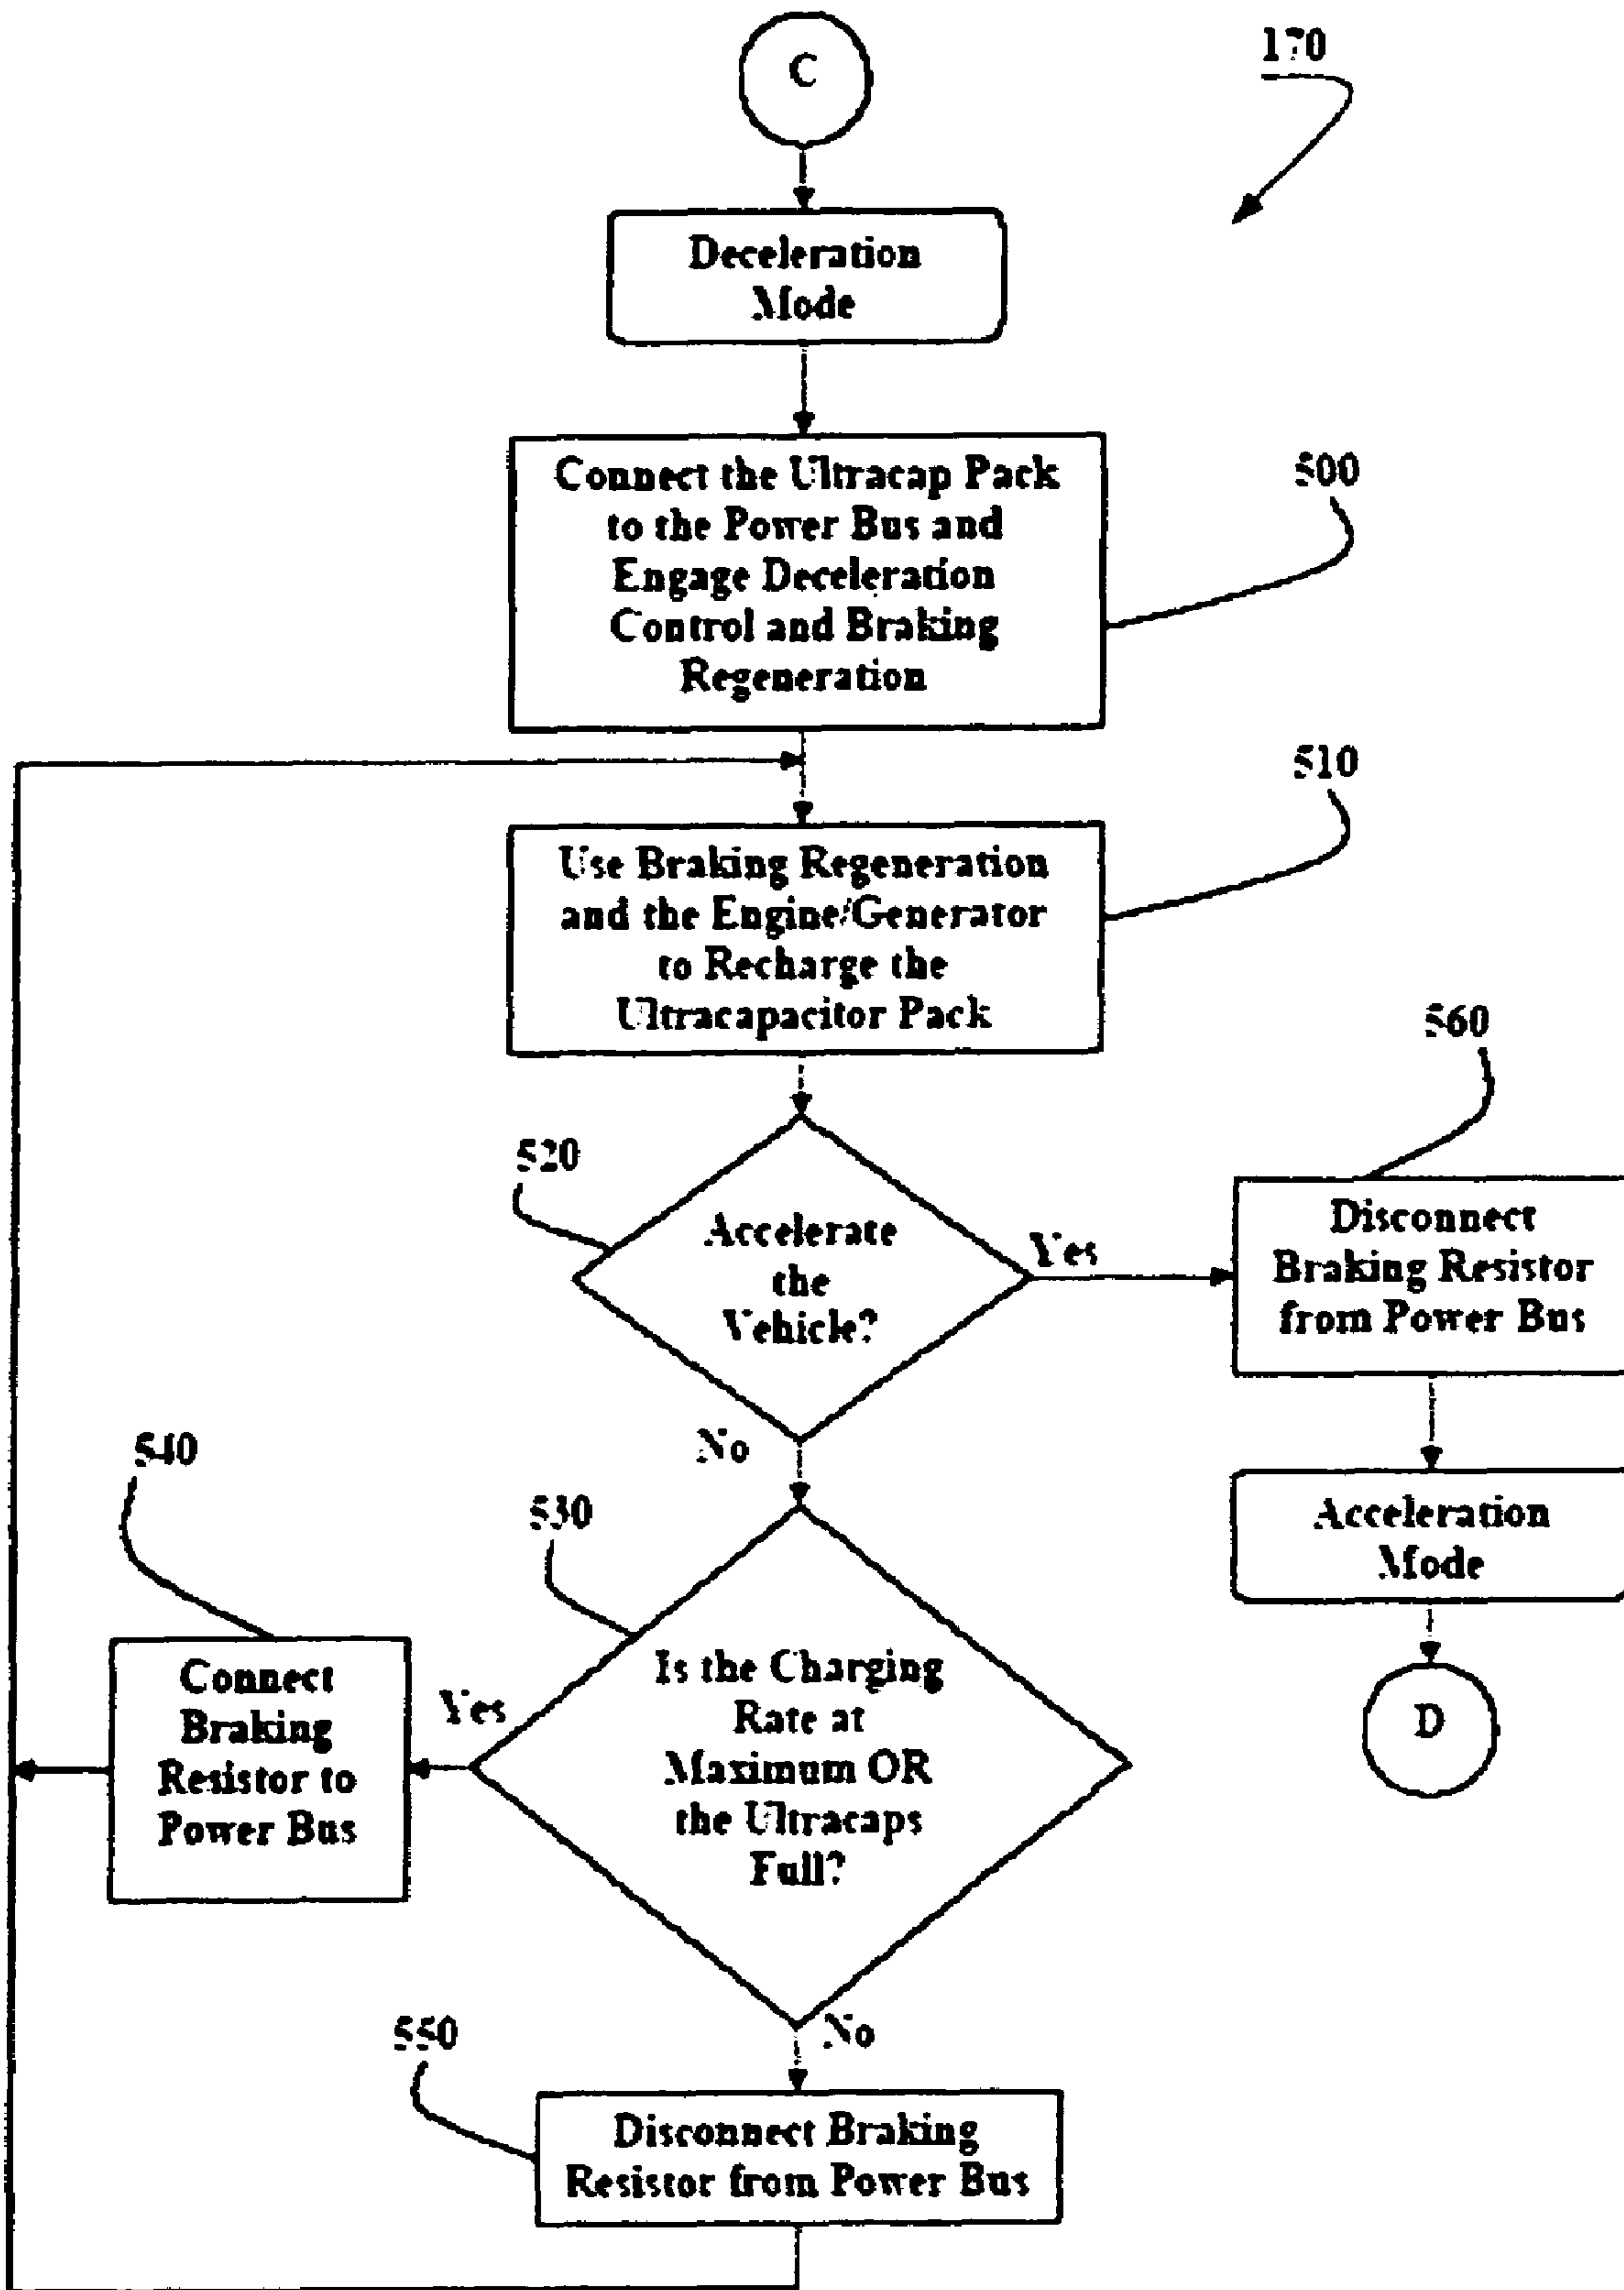 C
170
Deceleration
Mode
Connect the Ultracap Pack
to the Power Bus and
Engage Deceleration
Control and Braking
Regeneration
500
510
Use Braking Regeneration
and the Engine/Generator
to Recharge the
Ultracapacitor Pack
560
520
Accelerate
the
Vehicle?
Yes
Disconnect
Braking Resistor
from Power Bus
No
540
530
Acceleration
Mode
Is the Charging
Rate at
Maximum OR
the Ultracaps
Full?
Yes
Connect
Braking
Resistor to
Power Bus
D
No
550
Disconnect Braking
Resistor from Power Bus